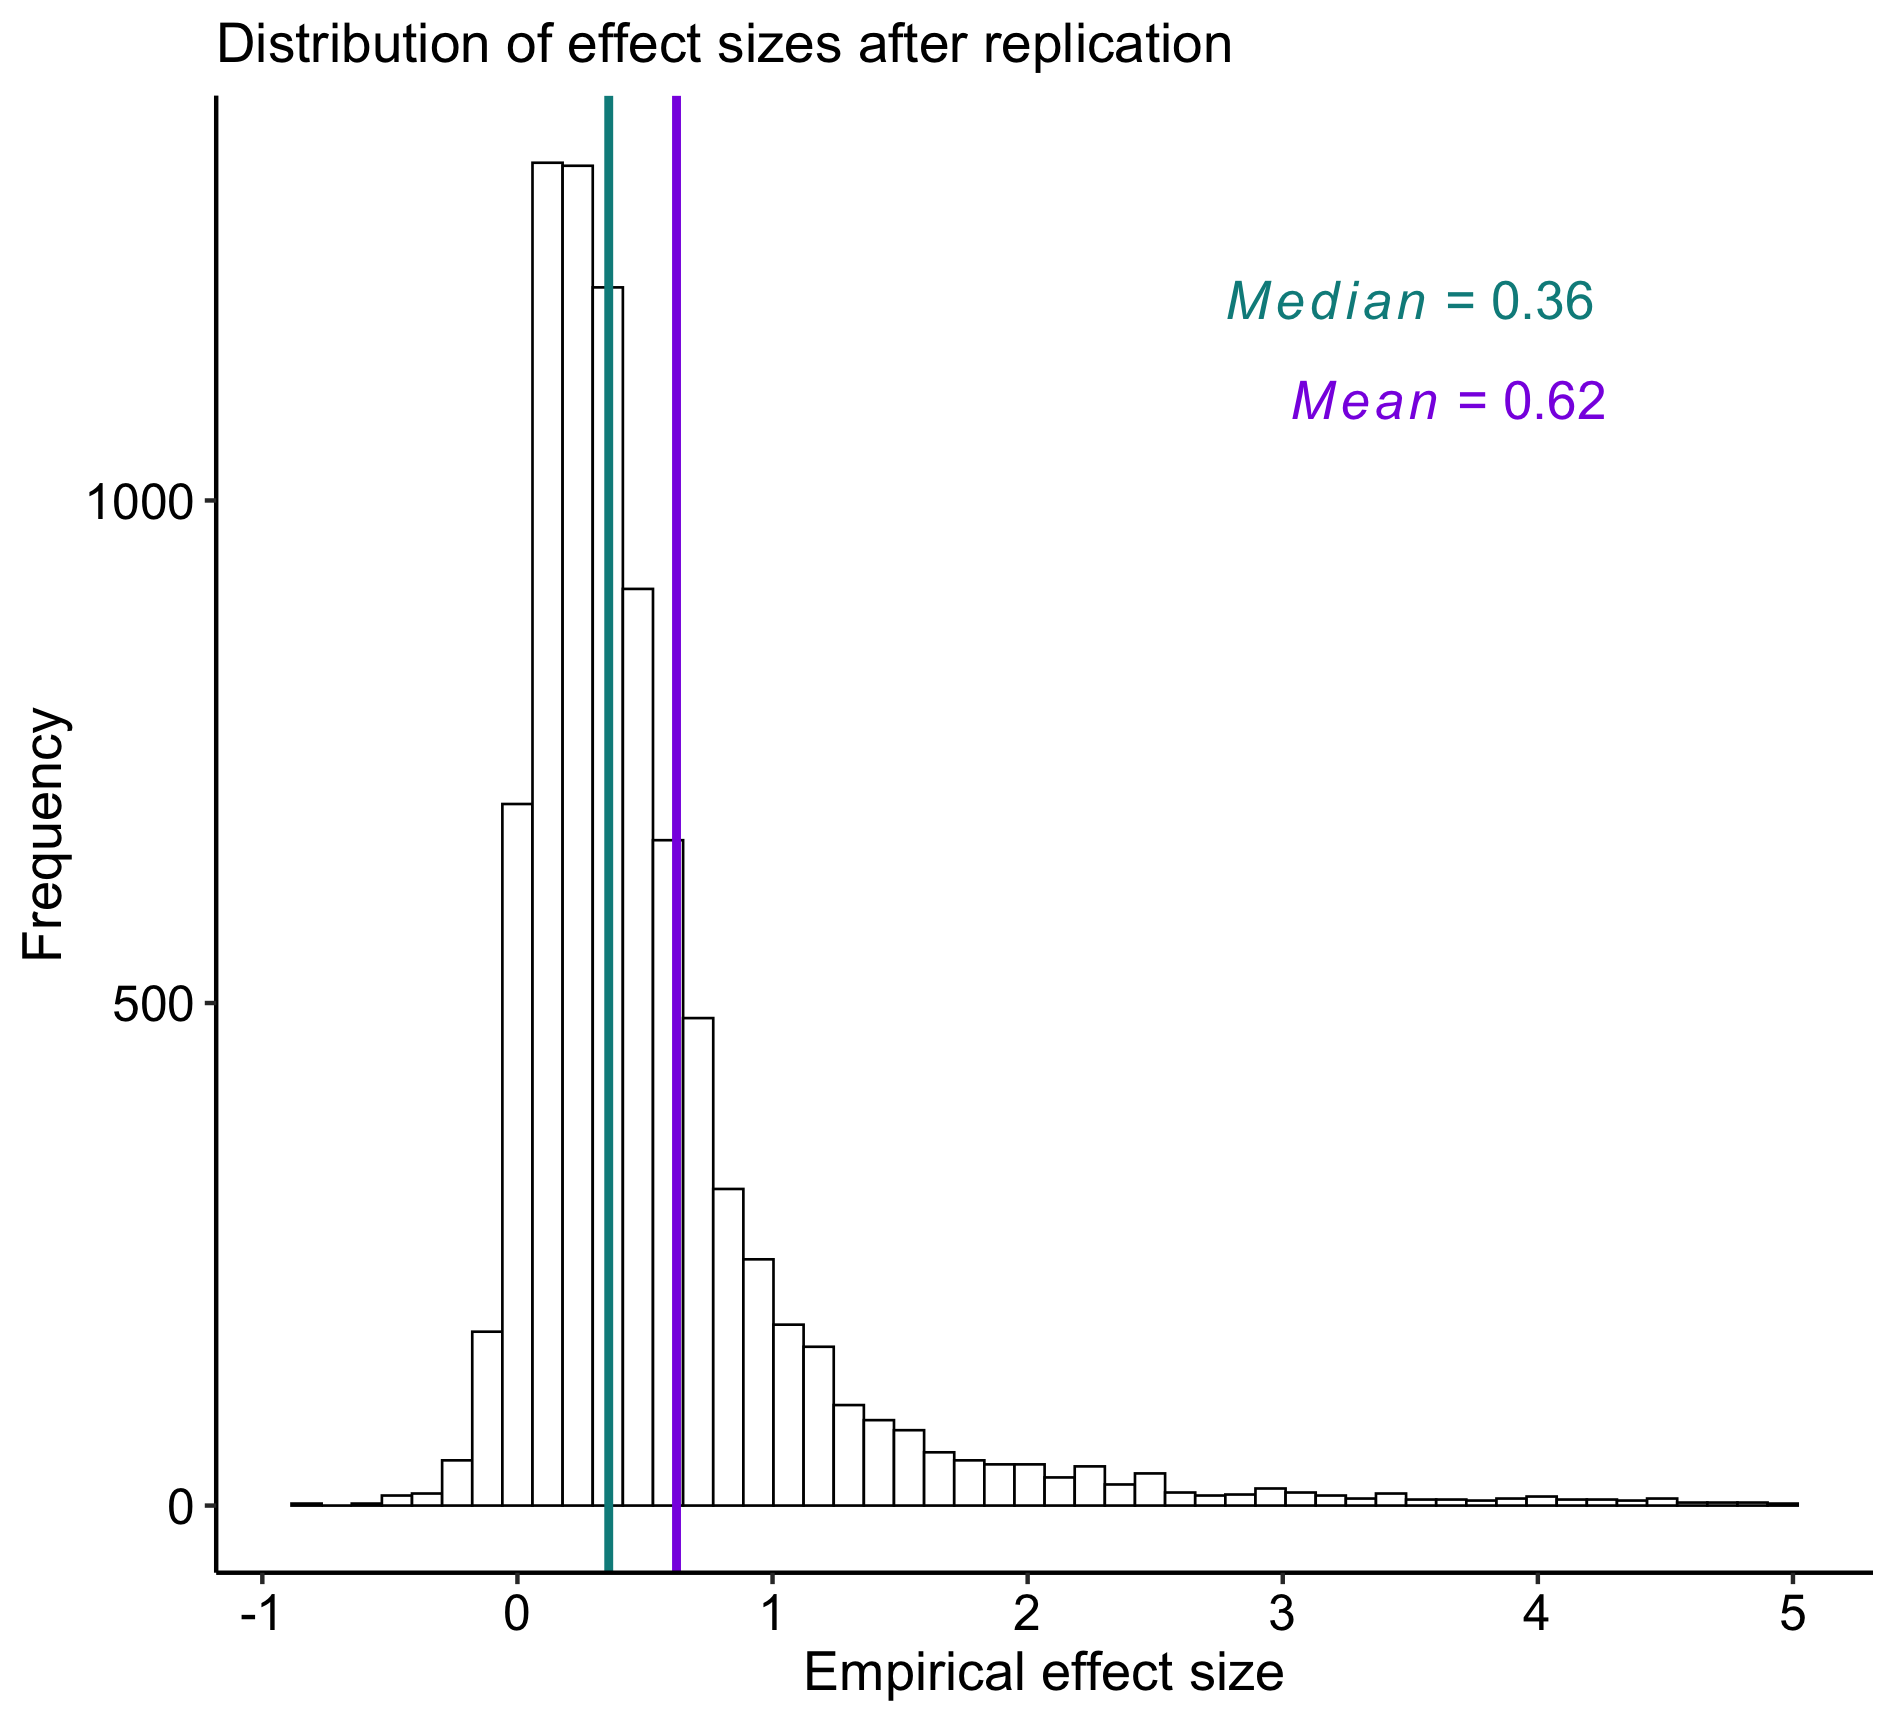 Distribution of effect sizes after replication
Median = 0.36
Mean = 0.62
Frequency
1000
500
0
-1 0 1 2 3 4 5
Empirical effect size